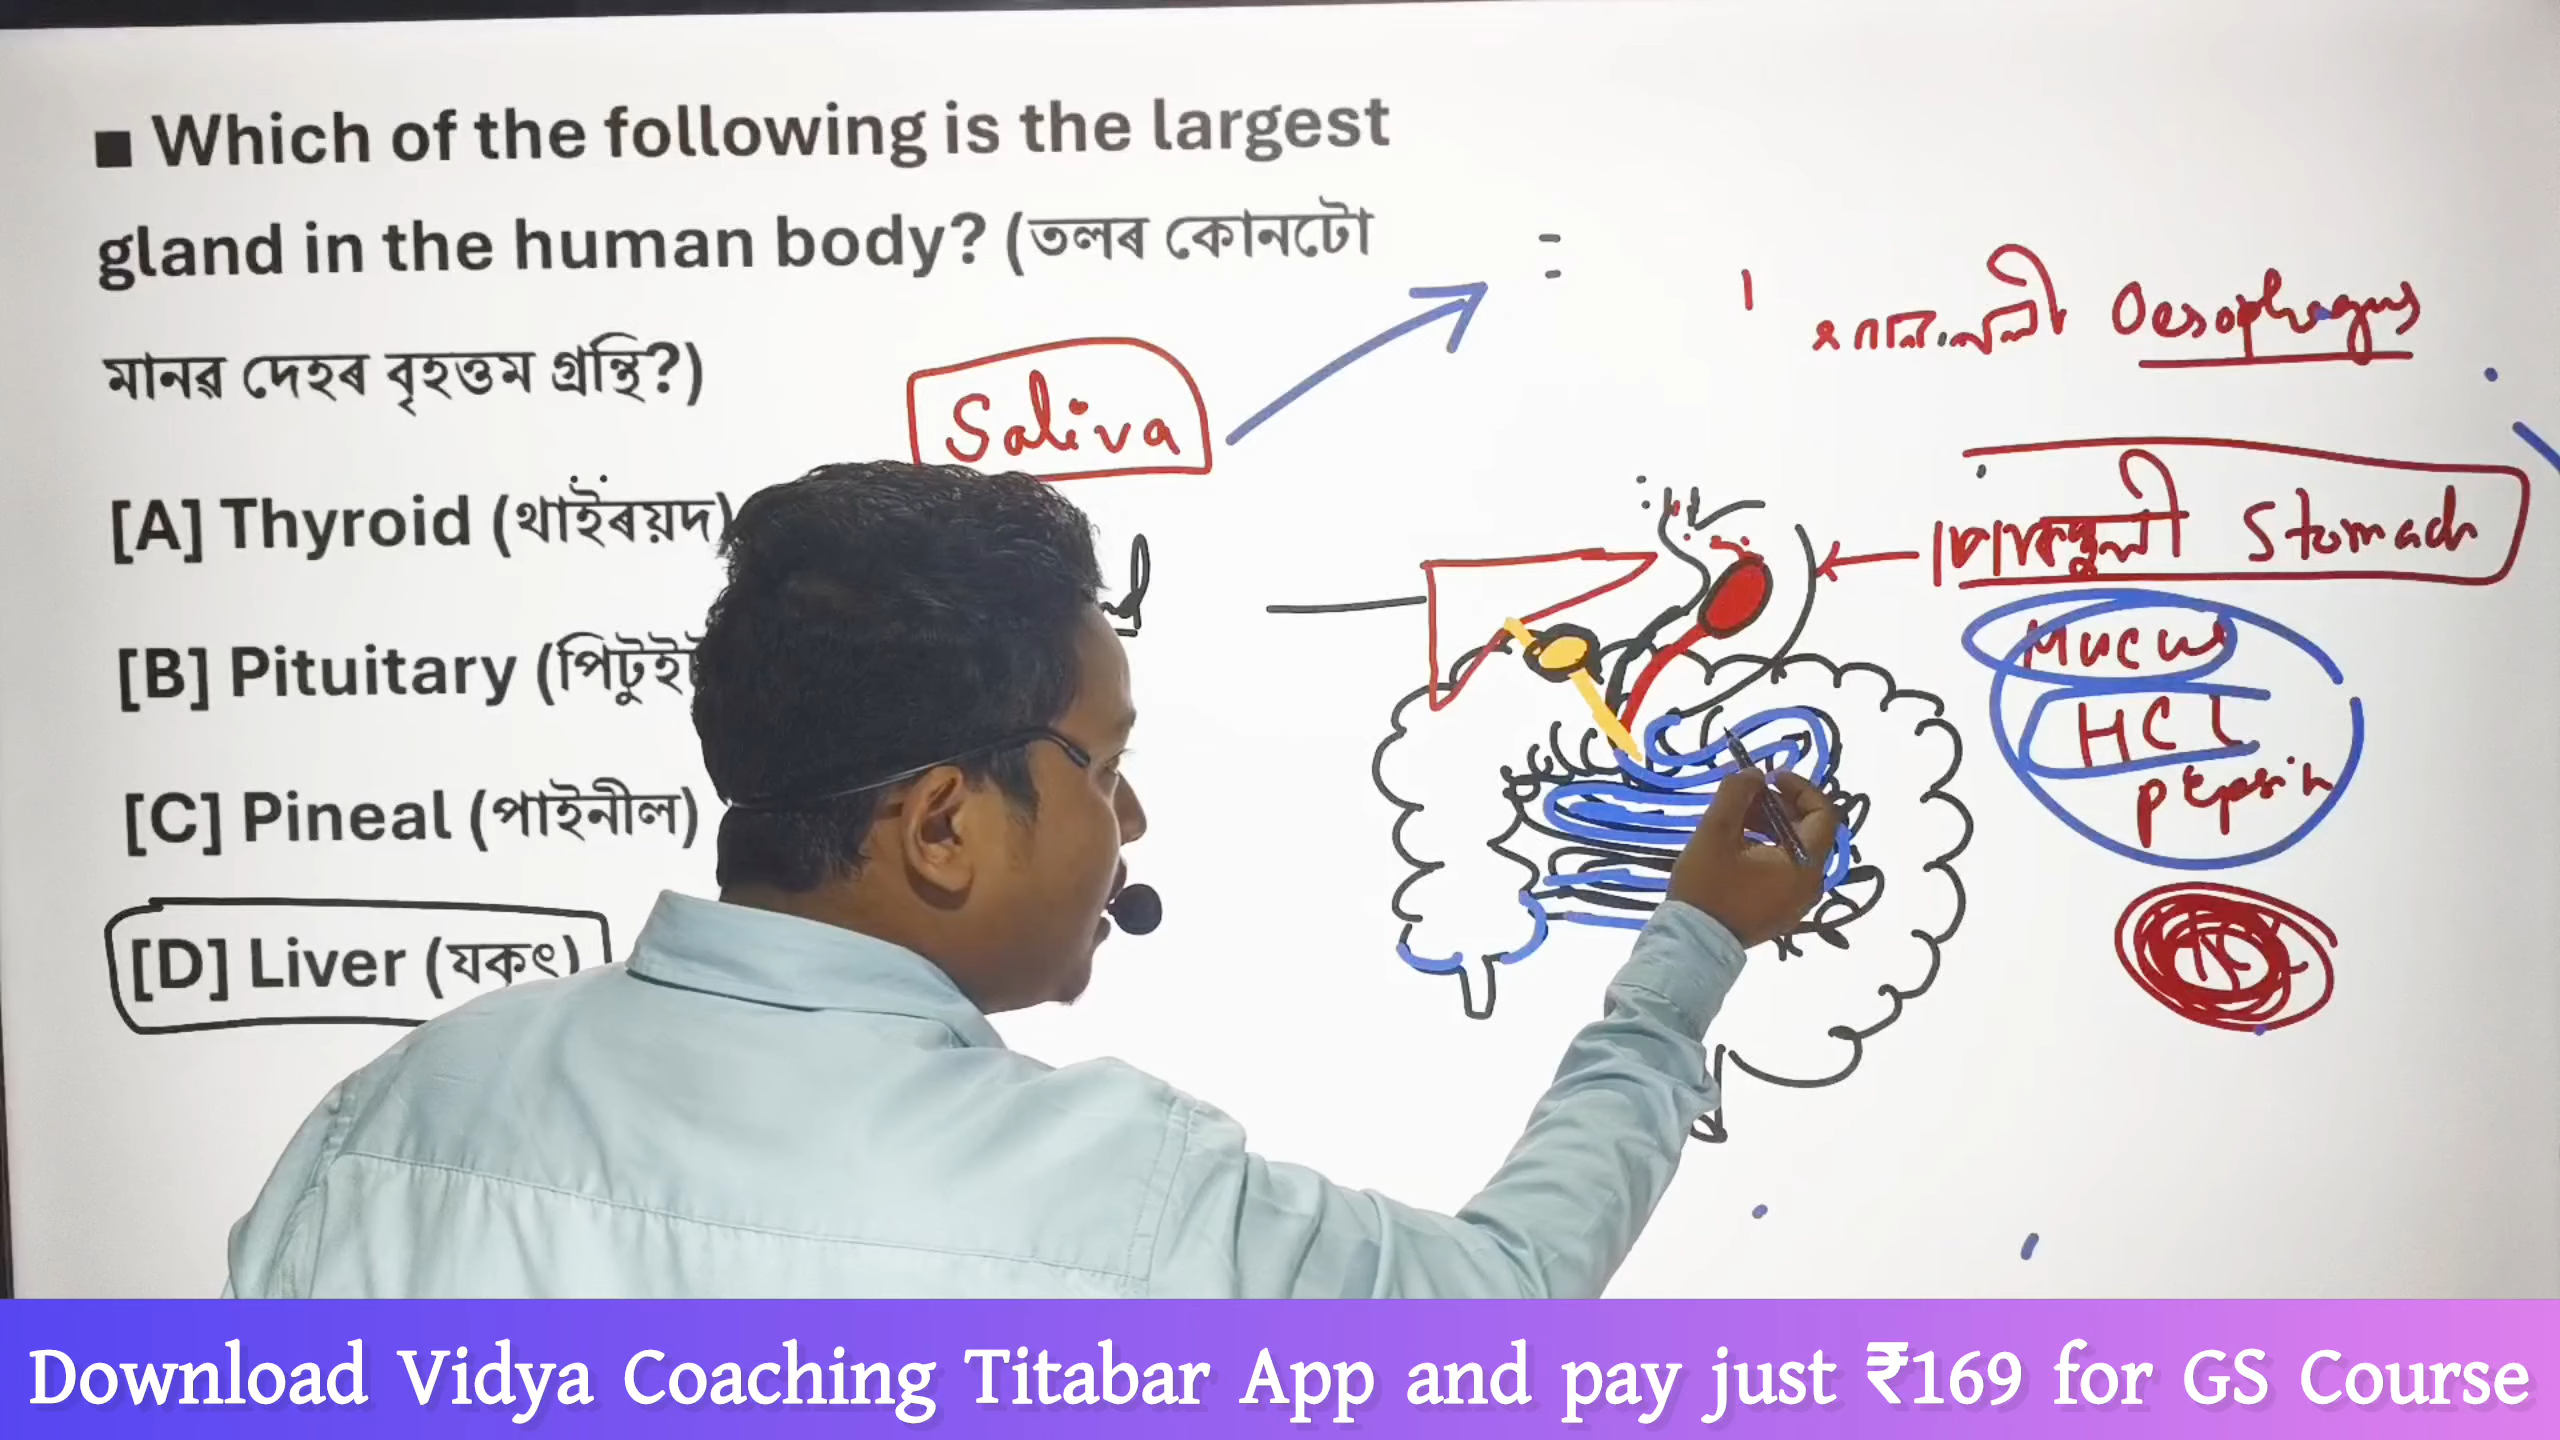 ■ Which of the following is the largest
gland in the human body? (তলৰ কোনটো
মানৱ দেহৰ বৃহত্তম গ্ৰন্থি?)
[A] Thyroid (থাইৰয়দ)
[B] Pituitary
[C] Pineal (পাইনীল)
[D] Liver (যকৃৎ)
Saliva
Oesophagus
Stomach
Mucus
HCl
pepsin
Download Vidya Coaching Titabar App and pay just ₹169 for GS Course